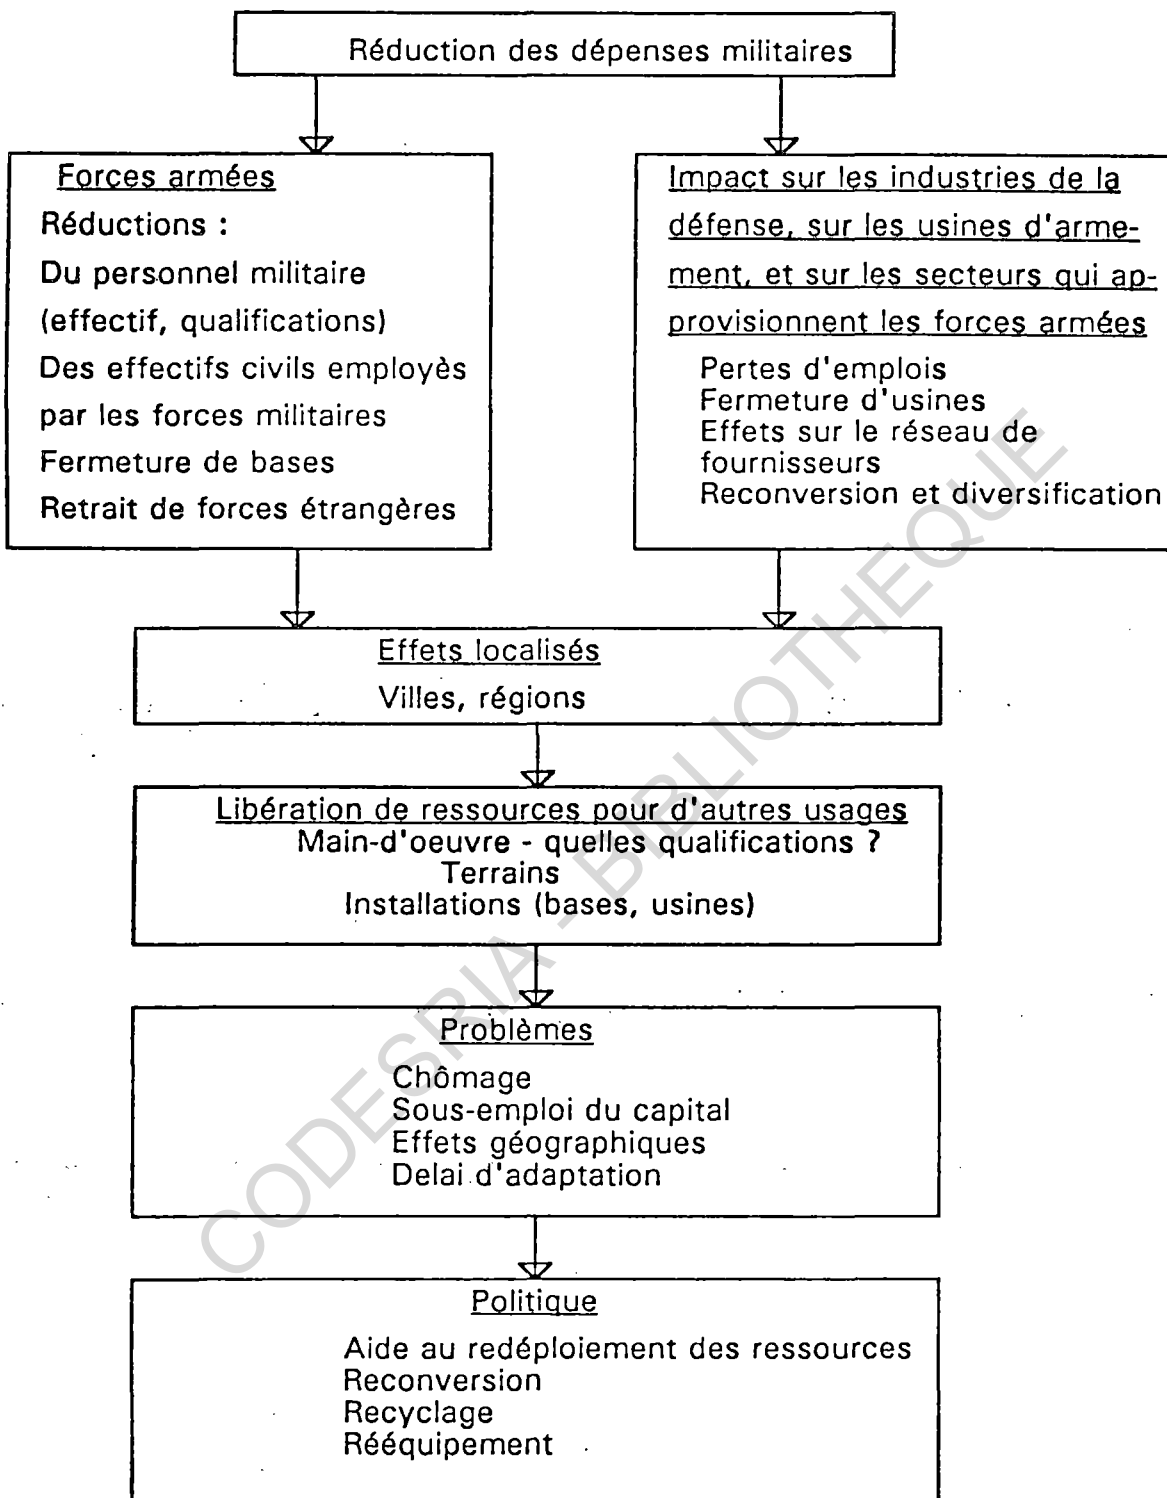 Réduction des dépenses militaires
Forces armées
Réductions :
Du personnel militaire
(effectif, qualifications)
Des effectifs civils employès
par les forces militaires
Fermeture de bases
Retrait de forces étrangères
Impact sur les industries de la
défense, sur les usines d'arme-
ment, et sur les secteurs qui ap-
provisionnent les forces armées
Pertes d'emplois
Fermeture d'usines
Effets sur le réseau de
fournisseurs
Reconversion et diversification
Effets localisés
Villes, régions
Libération de ressources pour d'autres usages
Main-d'oeuvre - quelles qualifications ?
Terrains
Installations (bases, usines)
Problèmes
Chômage
Sous-emploi du capital
Effets géographiques
Delai d'adaptation
Politique
Aide au redéploiement des ressources
Reconversion
Recyclage
Rééquipement
CODESRIA - BIBLIOTHEQUE